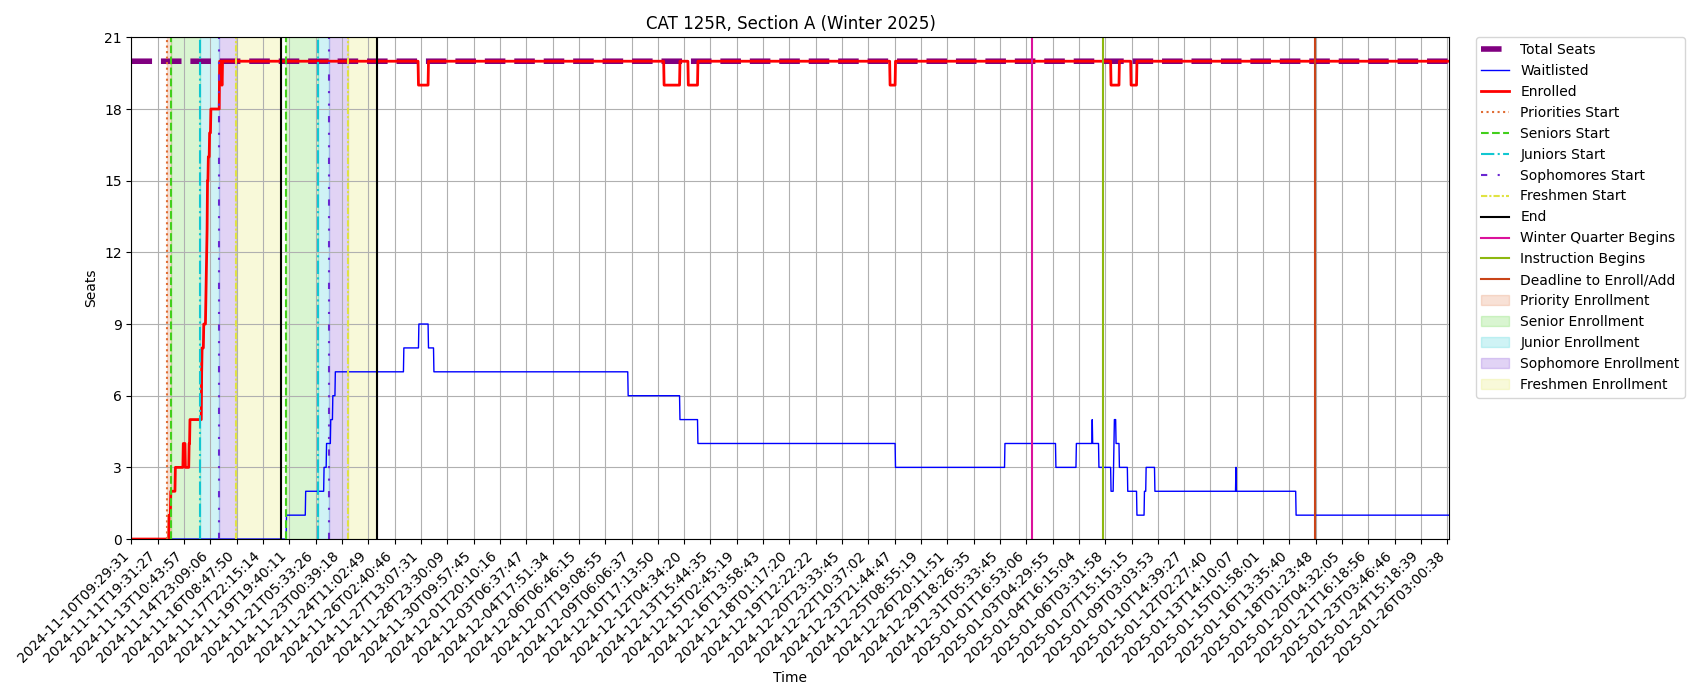 CAT 125R, Section A (Winter 2025)
21
18
15
12
9
6
3
0
Seats
Total Seats
Waitlisted
Enrolled
Priorities Start
Seniors Start
Juniors Start
Sophomores Start
Freshmen Start
End
Winter Quarter Begins
Instruction Begins
Deadline to Enroll/Add
Priority Enrollment
Senior Enrollment
Junior Enrollment
Sophomore Enrollment
Freshmen Enrollment
2024-11-10T09:29:31
2024-11-11T19:31:27
2024-11-13T10:43:57
2024-11-14T23:09:06
2024-11-16T08:47:50
2024-11-17T22:15:14
2024-11-19T19:40:11
2024-11-21T05:33:26
2024-11-23T00:39:18
2024-11-24T11:02:49
2024-11-26T02:40:46
2024-11-27T13:07:31
2024-11-28T23:30:09
2024-11-30T09:57:45
2024-12-01T20:10:16
2024-12-03T06:37:47
2024-12-04T17:51:34
2024-12-06T06:46:15
2024-12-07T19:08:55
2024-12-09T06:06:37
2024-12-10T17:13:50
2024-12-12T04:34:20
2024-12-13T15:44:35
2024-12-15T02:45:19
2024-12-16T13:58:43
2024-12-18T01:17:20
2024-12-19T12:22:22
2024-12-20T23:33:45
2024-12-22T10:37:02
2024-12-23T21:44:47
2024-12-25T08:55:19
2024-12-26T20:11:51
2024-12-29T18:26:35
2024-12-31T05:33:45
2025-01-01T16:53:06
2025-01-03T04:29:55
2025-01-04T16:15:04
2025-01-06T03:31:58
2025-01-07T15:15:15
2025-01-09T03:03:53
2025-01-10T14:39:27
2025-01-12T02:27:40
2025-01-13T14:10:07
2025-01-15T01:58:01
2025-01-16T13:35:40
2025-01-18T01:23:48
2025-01-20T04:32:05
2025-01-21T16:18:56
2025-01-23T03:46:46
2025-01-24T15:18:39
2025-01-26T03:00:38
Time